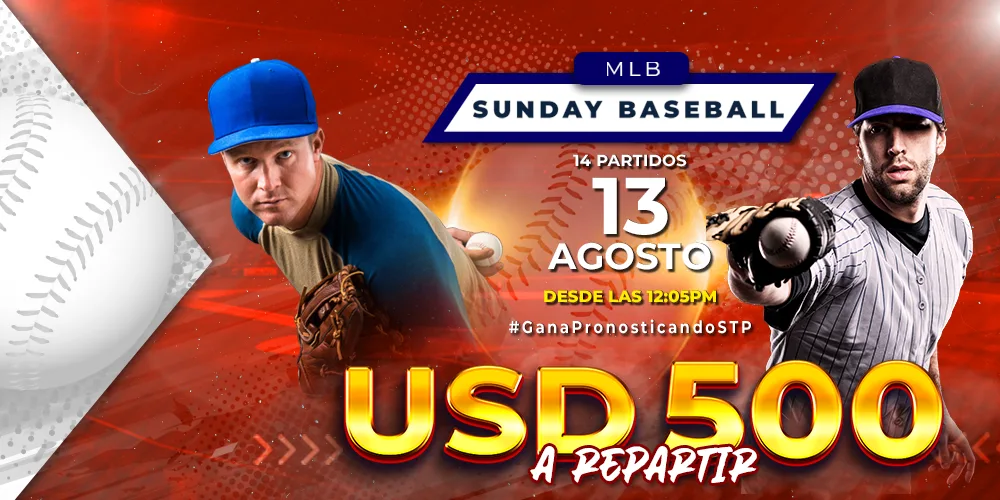 MLB
SUNDAY BASEBALL
14 PARTIDOS
13
AGOSTO
DESDE LAS 12:05PM
#GanaPronosticandoSTP
USD 500
A REPARTIR